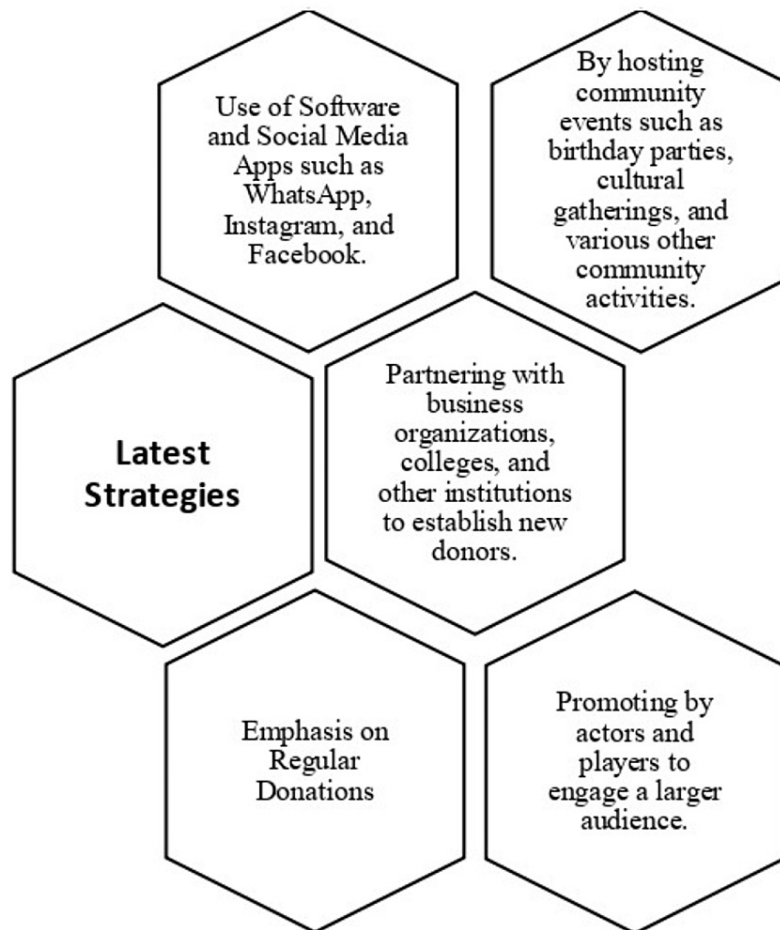 Use of Software
and Social Media
Apps such as
WhatsApp,
Instagram, and
Facebook.
By hosting
community
events such as
birthday parties,
cultural
gatherings, and
various other
community
activities.
Latest
Strategies
Partnering with
business
organizations,
colleges, and
other institutions
to establish new
donors.
Emphasis on
Regular
Donations
Promoting by
actors and
players to
engage a larger
audience.